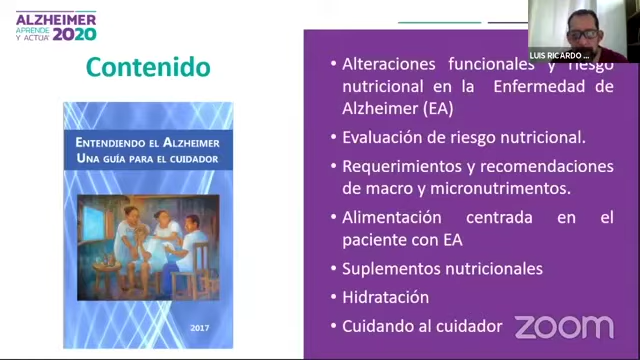 ALZHEIMER
APRENDE
Y ACTÚA
2020
Contenido
ENTENDIENDO EL ALZHEIMER
UNA GUÍA PARA EL CUIDADOR
2017
LUIS RICARDO ...
• Alteraciones funcionales y riesgo
nutricional en la Enfermedad de
Alzheimer (EA)
• Evaluación de riesgo nutricional.
• Requerimientos y recomendaciones
de macro y micronutrimentos.
• Alimentación centrada en el
paciente con EA
• Suplementos nutricionales
• Hidratación
• Cuidando al cuidador
zoom